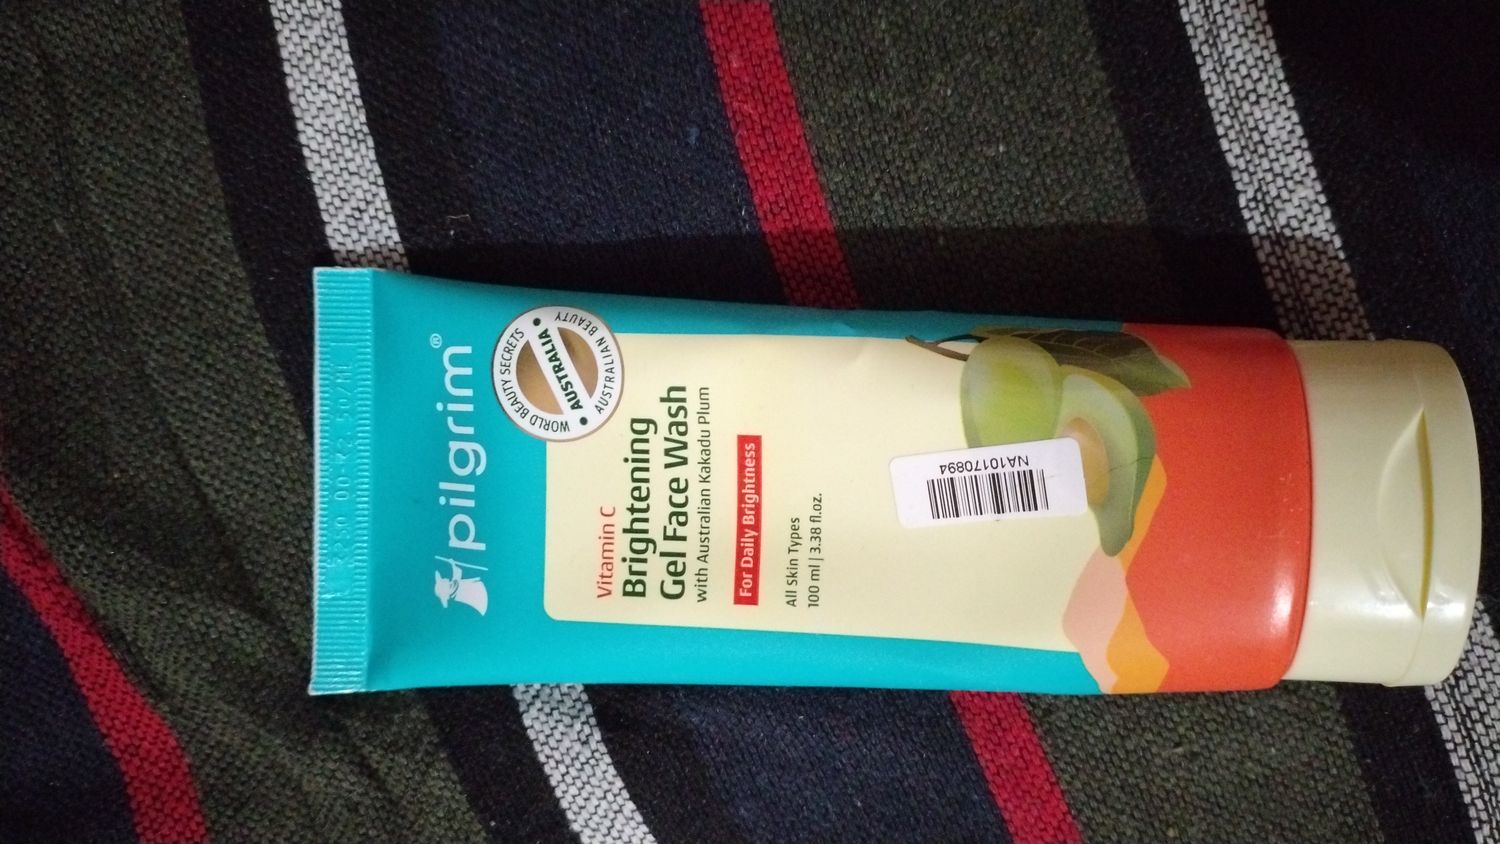 pilgrim®
WORLD BEAUTY SECRETS
AUSTRALIA
AUSTRALIAN BEAUTY
Vitamin C
Brightening
Gel Face Wash
with Australian Kakadu Plum
For Daily Brightness
All Skin Types
100 ml | 3.38 fl.oz.
NA10170894